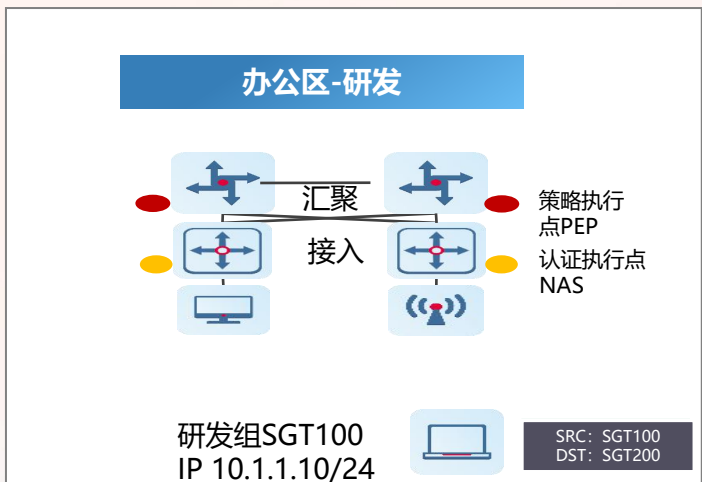 办公区-研发
汇聚
策略执行
点PEP
接入
认证执行点
NAS
研发组SGT100
IP 10.1.1.10/24
SRC：SGT100
DST：SGT200